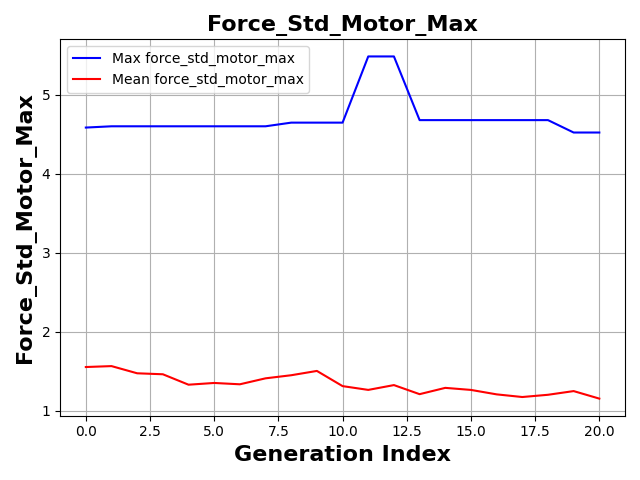 Force_Std_Motor_Max
Max force_std_motor_max
Mean force_std_motor_max
Force_Std_Motor_Max
5
4
3
2
1
0.0 2.5 5.0 7.5 10.0 12.5 15.0 17.5 20.0
Generation Index